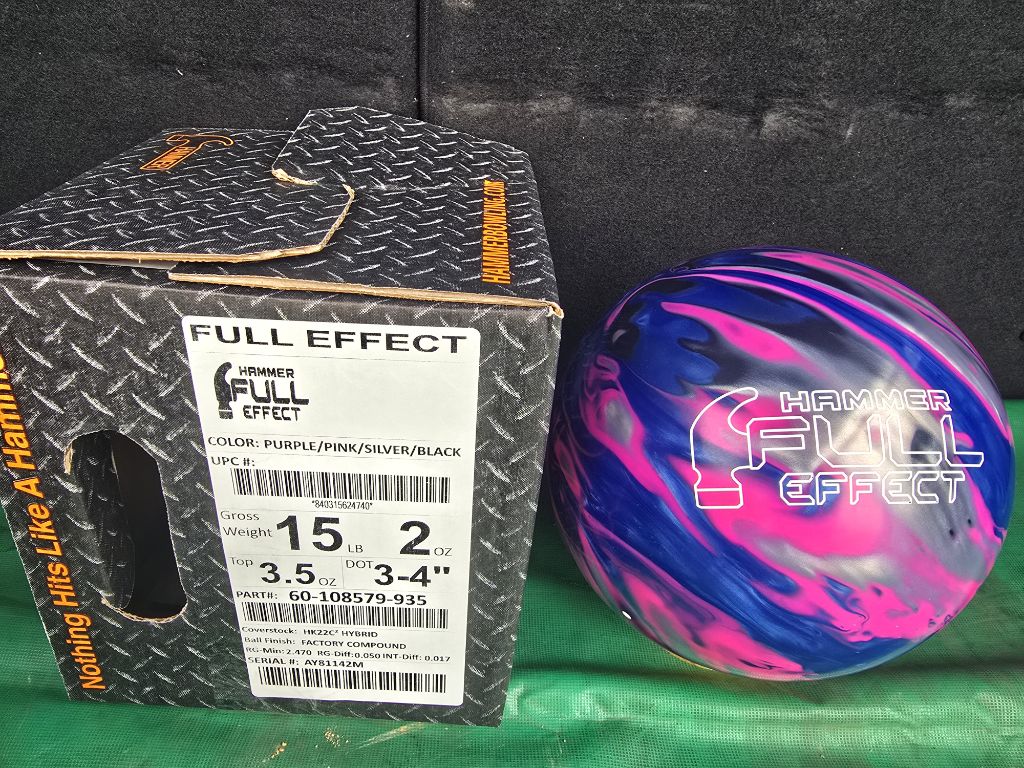 HAMMER
HAMMERBOWLING.COM
Nothing Hits Like A Hamme
FULL EFFECT
HAMMER
FULL
EFFECT
COLOR: PURPLE/PINK/SILVER/BLACK
UPC #:
*840315624740*
Gross Weight 15 LB 2 OZ
Top 3.5 OZ DOT 3-4"
PART#: 60-108579-935
Coverstock: HK22C² HYBRID
Ball Finish: FACTORY COMPOUND
RG-Min: 2.470 RG-Diff: 0.050 INT-Diff: 0.017
SERIAL #: AY81142M
HAMMER
FULL
EFFECT